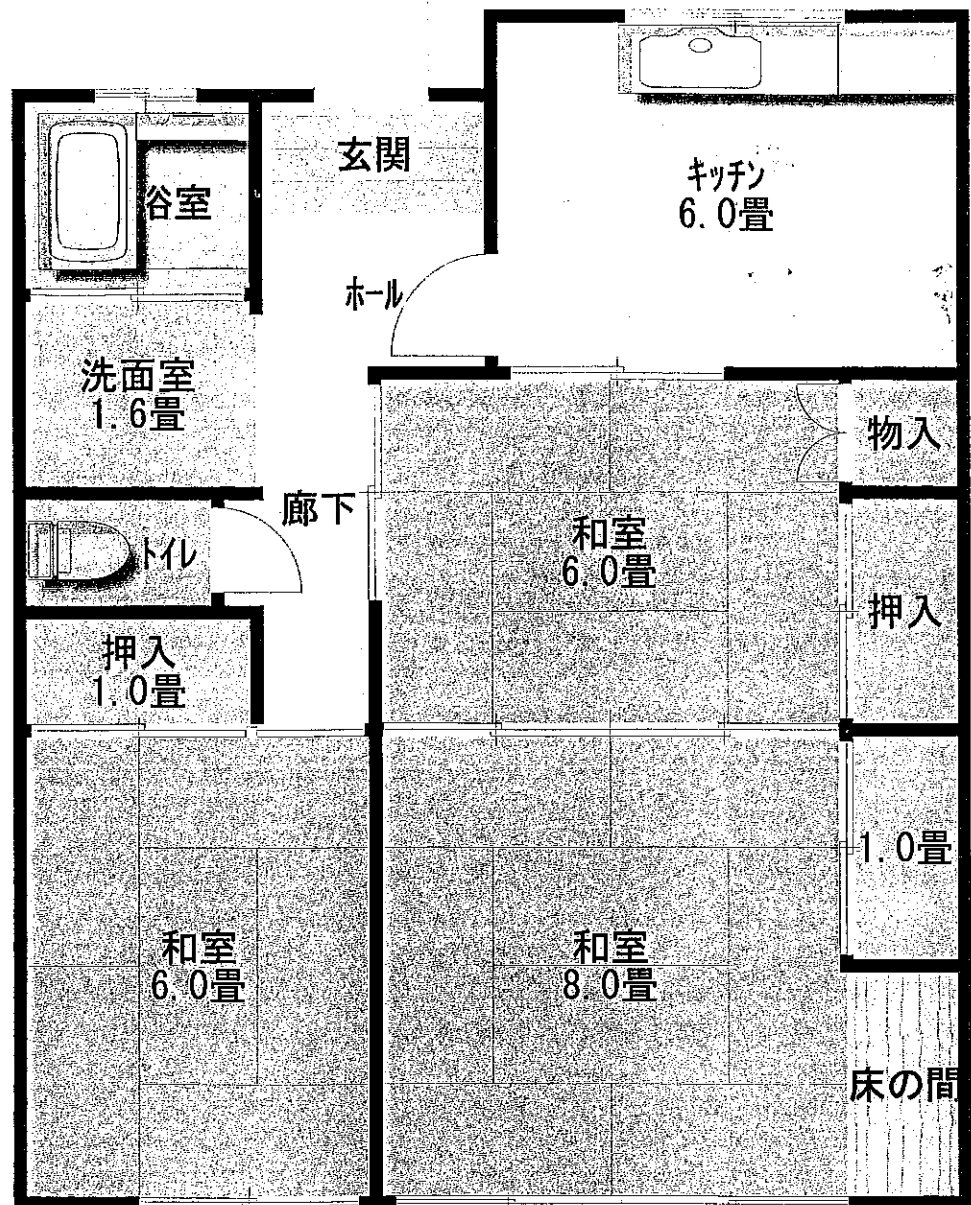 玄関
キッチン
6.0畳
浴室
ホール
洗面室
1.6畳
物入
廊下
和室
6.0畳
トイレ
押入
押入
1.0畳
1.0畳
和室
6.0畳
和室
8.0畳
床の間